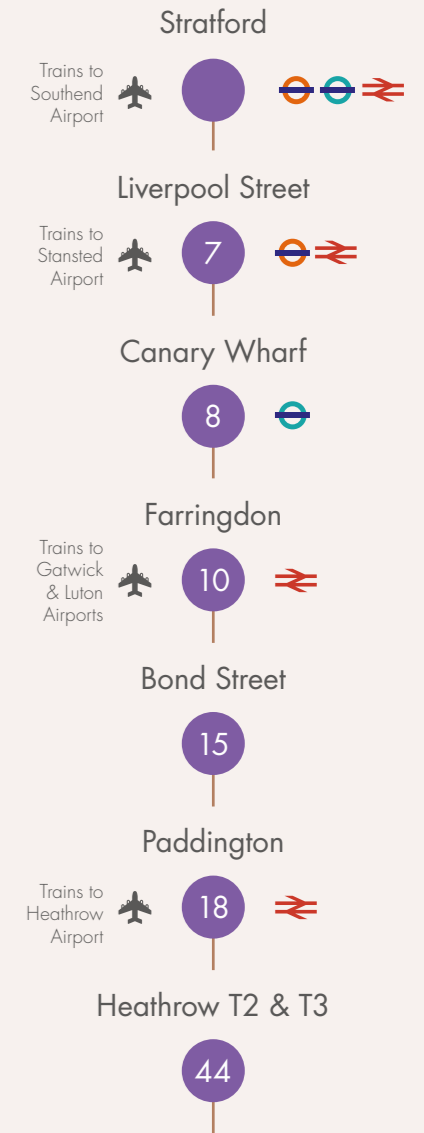 Stratford
Trains to
Southend
Airport
Liverpool Street
Trains to
Stansted
Airport
7
Canary Wharf
8
Farringdon
Trains to
Gatwick
& Luton
Airports
10
Bond Street
15
Paddington
Trains to
Heathrow
Airport
18
Heathrow T2 & T3
44